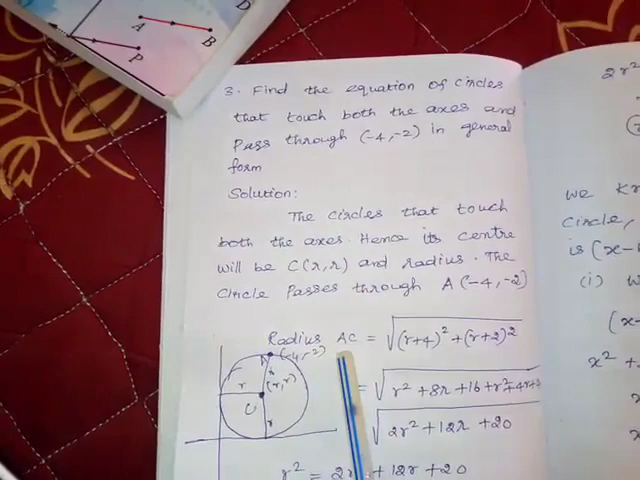 D
A
B
P
3. Find the equation of circles
that touch both the axes and
pass through (-4,-2) in general
form
Solution:
The circles that touch
both the axes. Hence its centre
will be C(r,r) and radius. The
circle passes through A(-4,-2)
Radius AC = √(r+4)²+(r+2)²
A (-4,-2)
r r (r,r)
C r
= √r²+8r+16+r²+4r+4
√2r²+12r+20
r² = 2r + 12r+20
2r²
we
circle,
is (x-
(i) W
(x-
x² +
x
x